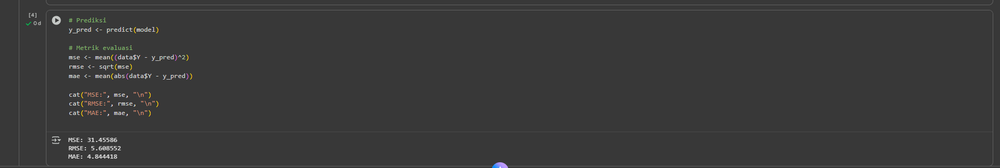 [4]
0 d
# Prediksi
y_pred <- predict(model)
# Metrik evaluasi
mse <- mean((data$Y - y_pred)^2)
rmse <- sqrt(mse)
mae <- mean(abs(data$Y - y_pred))
cat("MSE:", mse, "\n")
cat("RMSE:", rmse, "\n")
cat("MAE:", mae, "\n")
MSE: 31.45586
RMSE: 5.608552
MAE: 4.844418